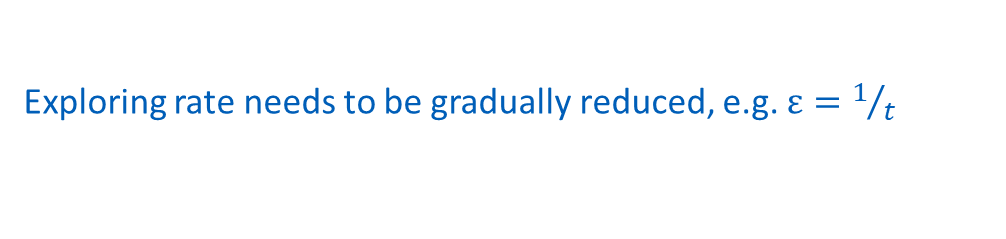 Exploring rate needs to be gradually reduced, e.g. ε = 1/t